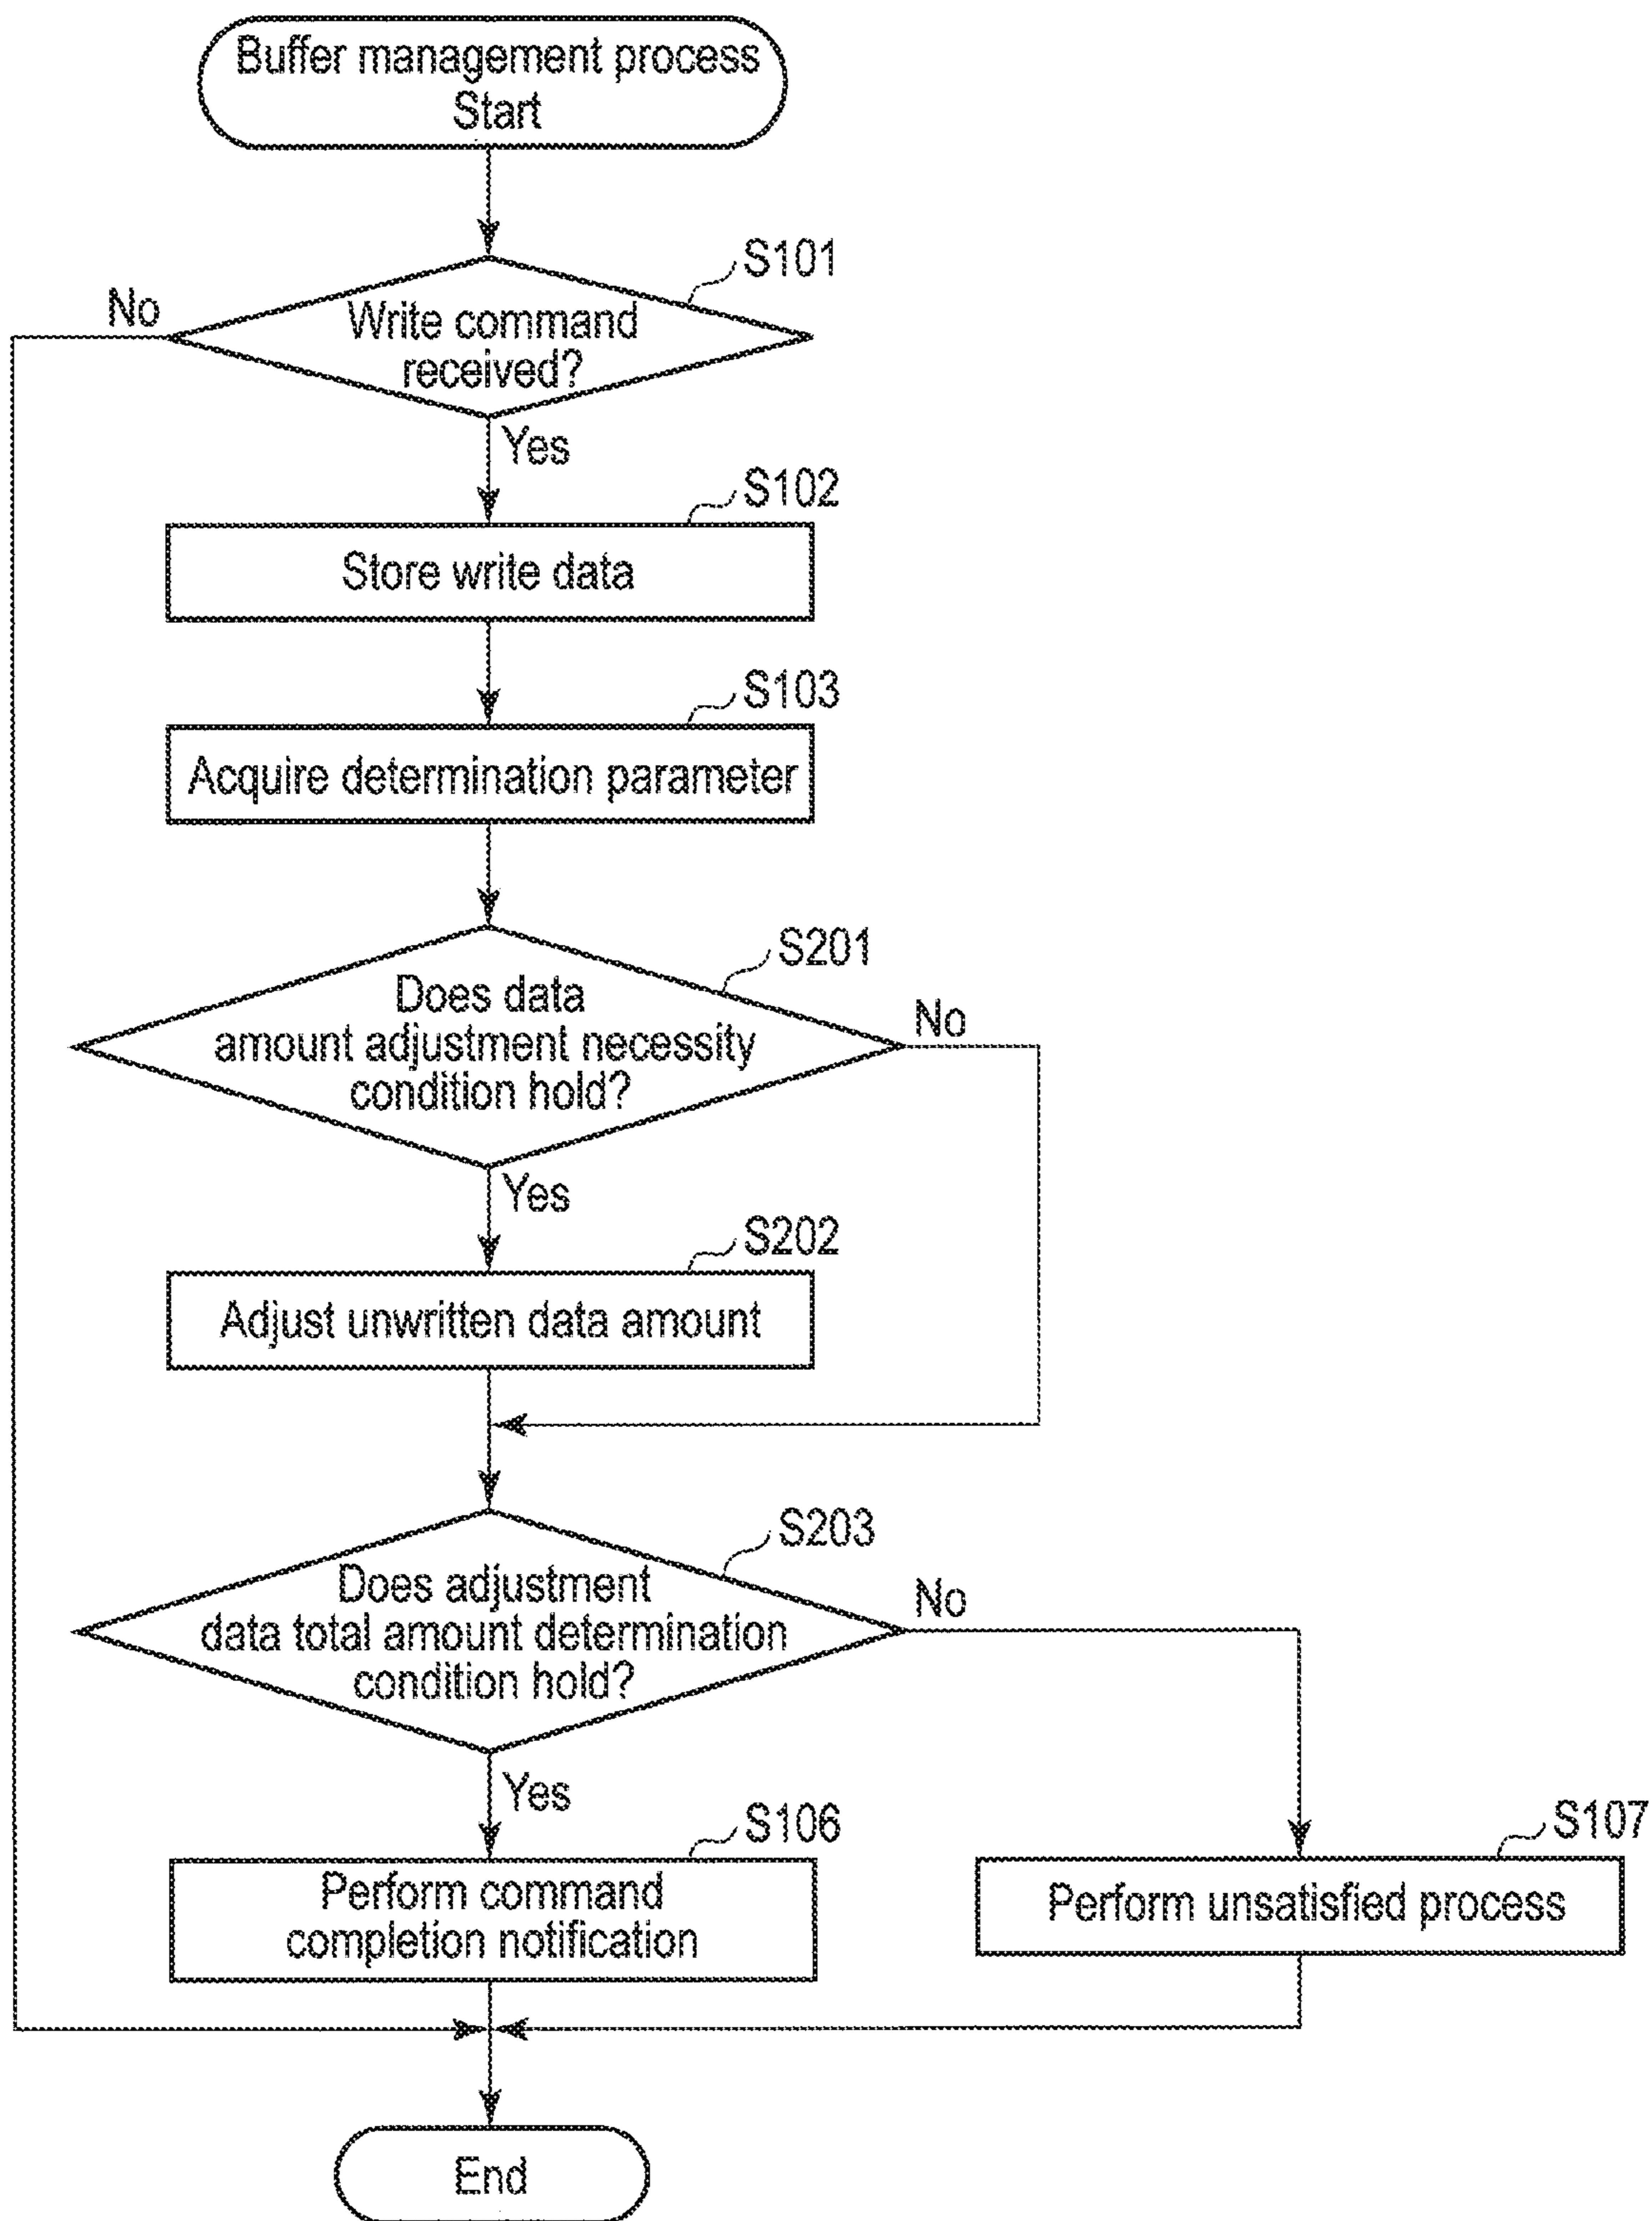 Buffer management process
Start
S101
No
Write command
received?
Yes
S102
Store write data
S103
Acquire determination parameter
S201
Does data
amount adjustment necessity
condition hold?
No
Yes
S202
Adjust unwritten data amount
S203
Does adjustment
data total amount determination
condition hold?
No
Yes
S106
Perform command
completion notification
S107
Perform unsatisfied process
End